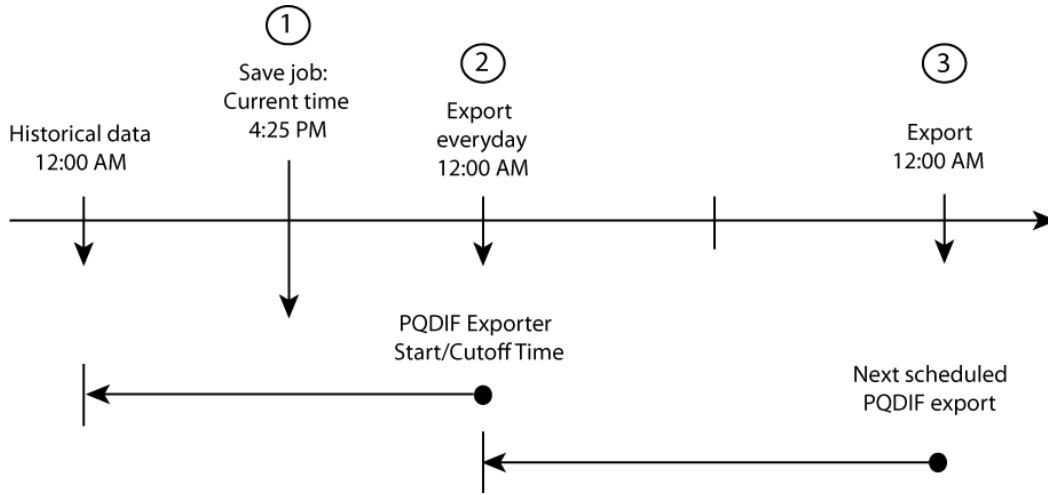 1
Save job:
Current time
4:25 PM
2
Export
everyday
12:00 AM
3
Export
12:00 AM
Historical data
12:00 AM
PQDIF Exporter
Start/Cutoff Time
Next scheduled
PQDIF export